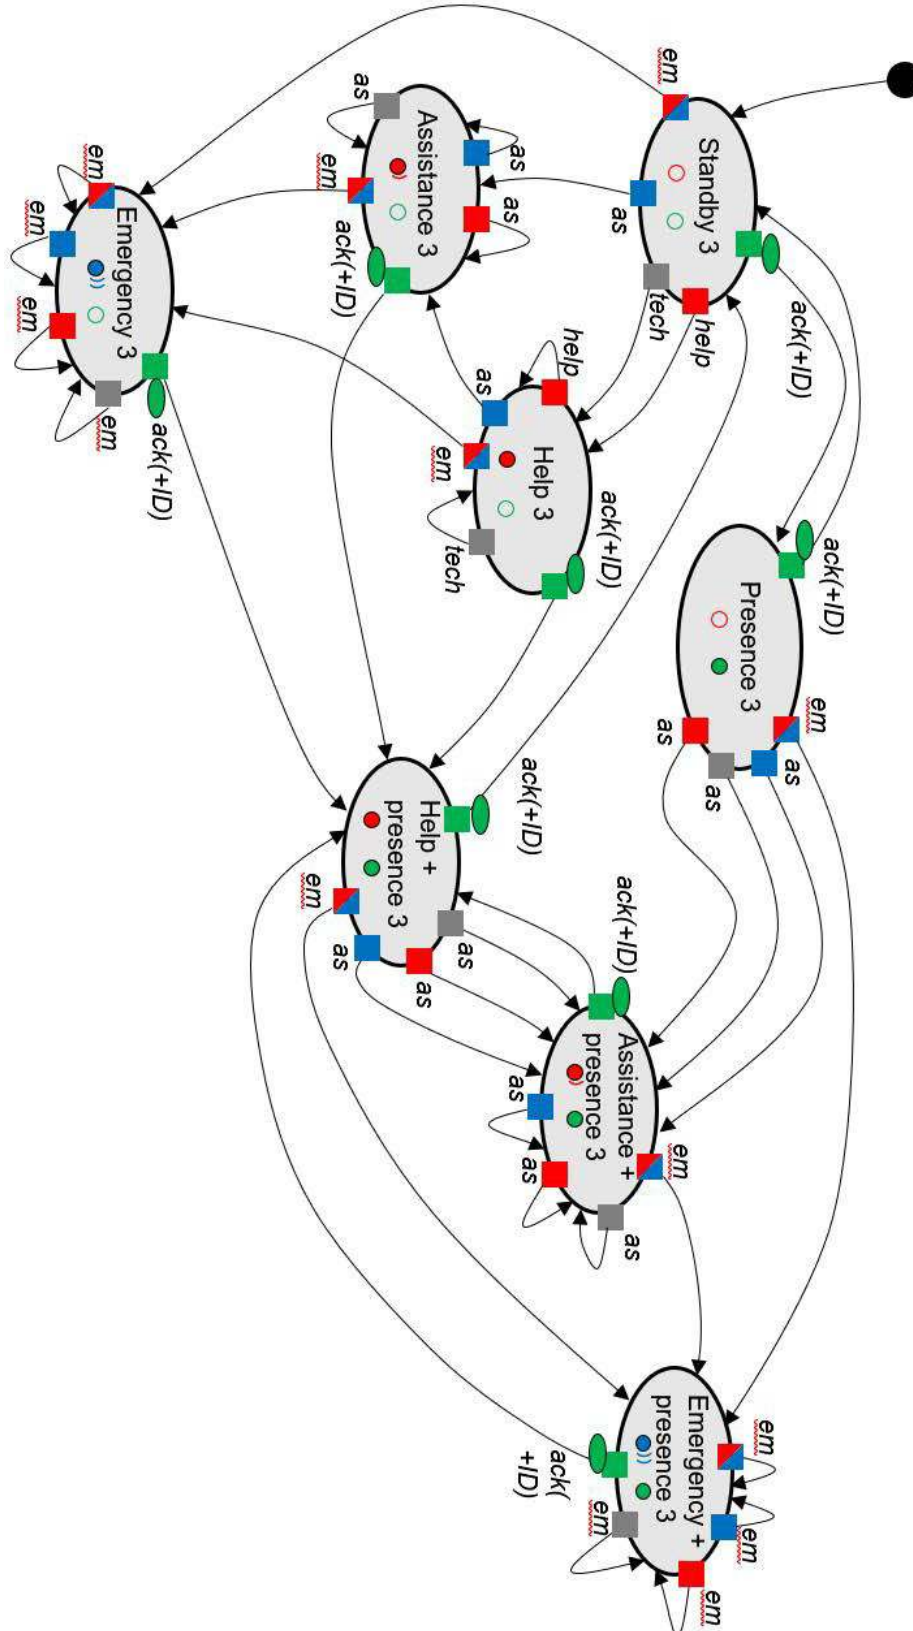 em
Standby 3
ack(+ID)
as
tech
help
as
as
as
Assistance 3
em
ack(+ID)
em
em
em
Emergency 3
em
ack(+ID)
help
as
Help 3
em
tech
ack(+ID)
ack(+ID)
Presence 3
em
as
as
as
ack(+ID)
Help +
presence 3
as
as
as
em
ack(+ID)
Assistance +
presence 3
em
as
as
as
em
em
Emergency +
presence 3
em
em
ack(
+ID)